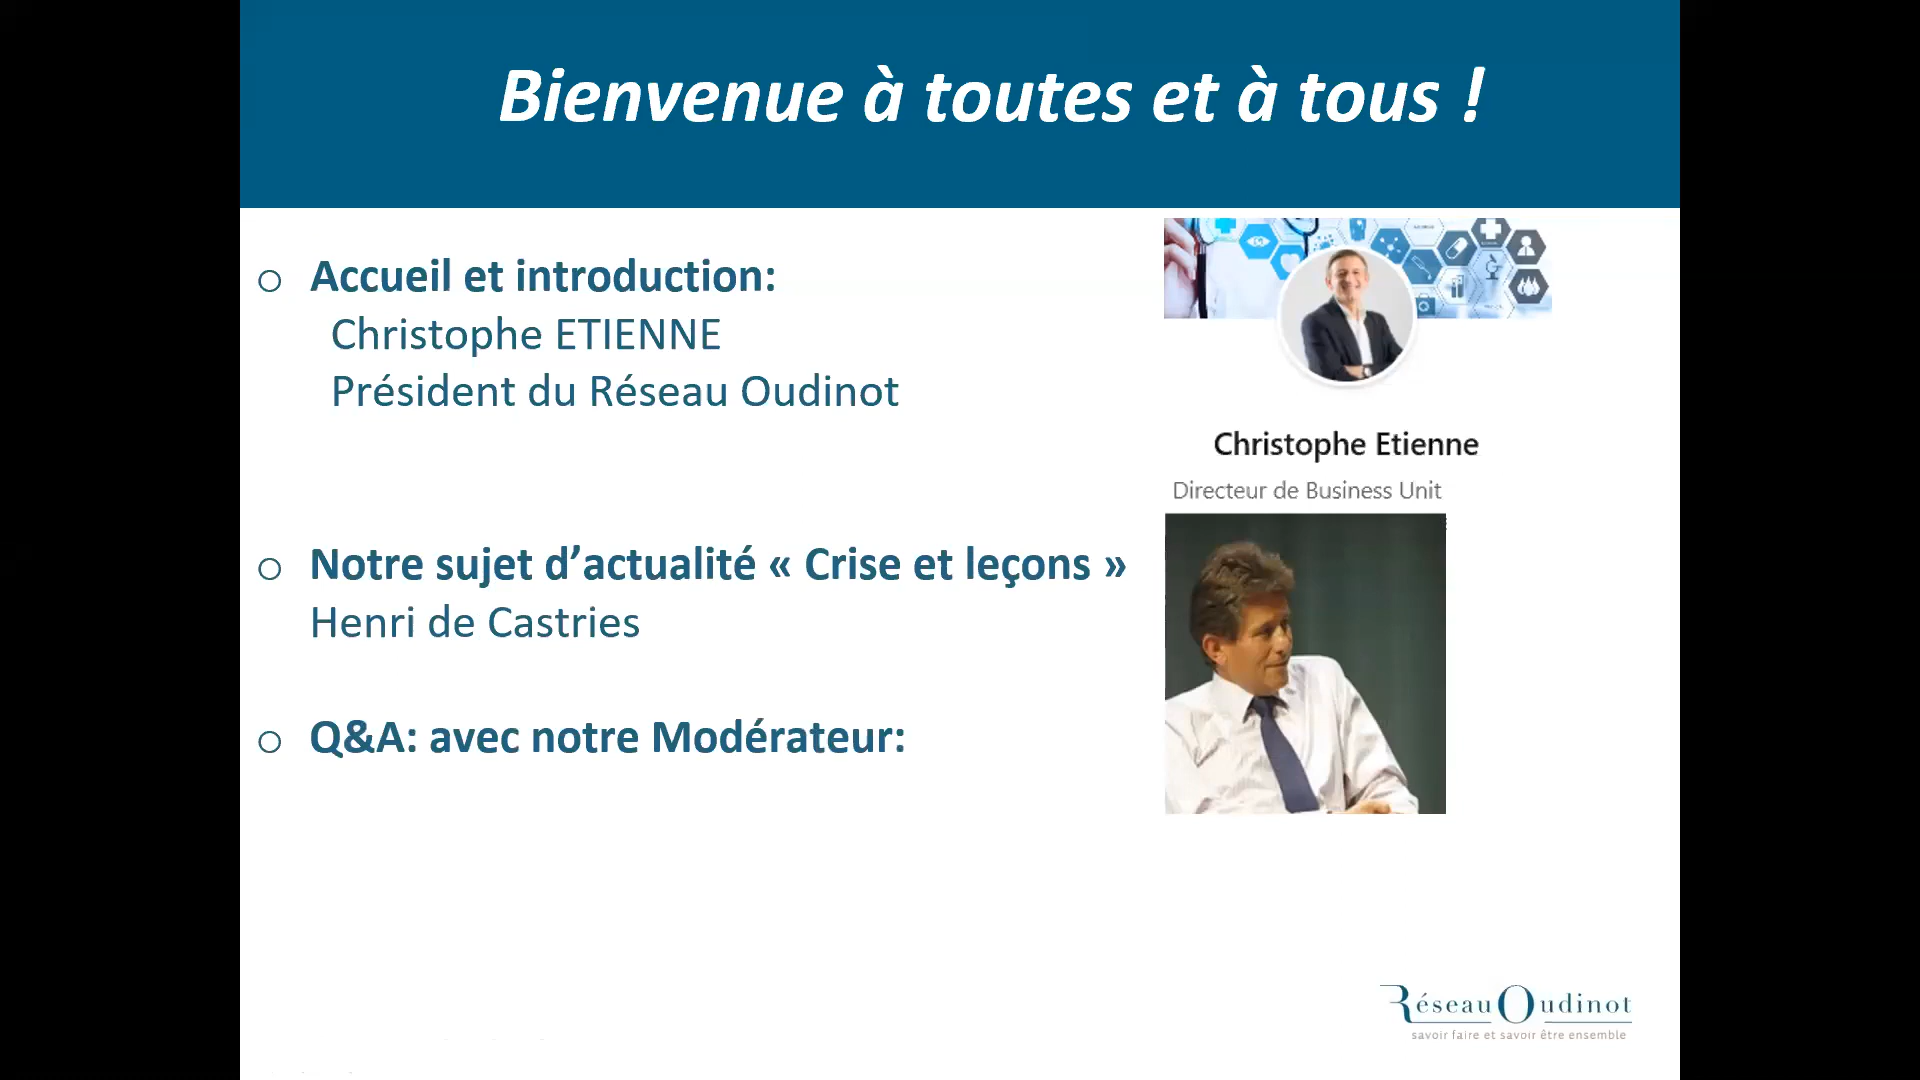 Bienvenue à toutes et à tous !
o Accueil et introduction:
Christophe ETIENNE
Président du Réseau Oudinot
Christophe Etienne
Directeur de Business Unit
o Notre sujet d’actualité « Crise et leçons »
Henri de Castries
o Q&A: avec notre Modérateur:
Réseau Oudinot
savoir faire et savoir être ensemble